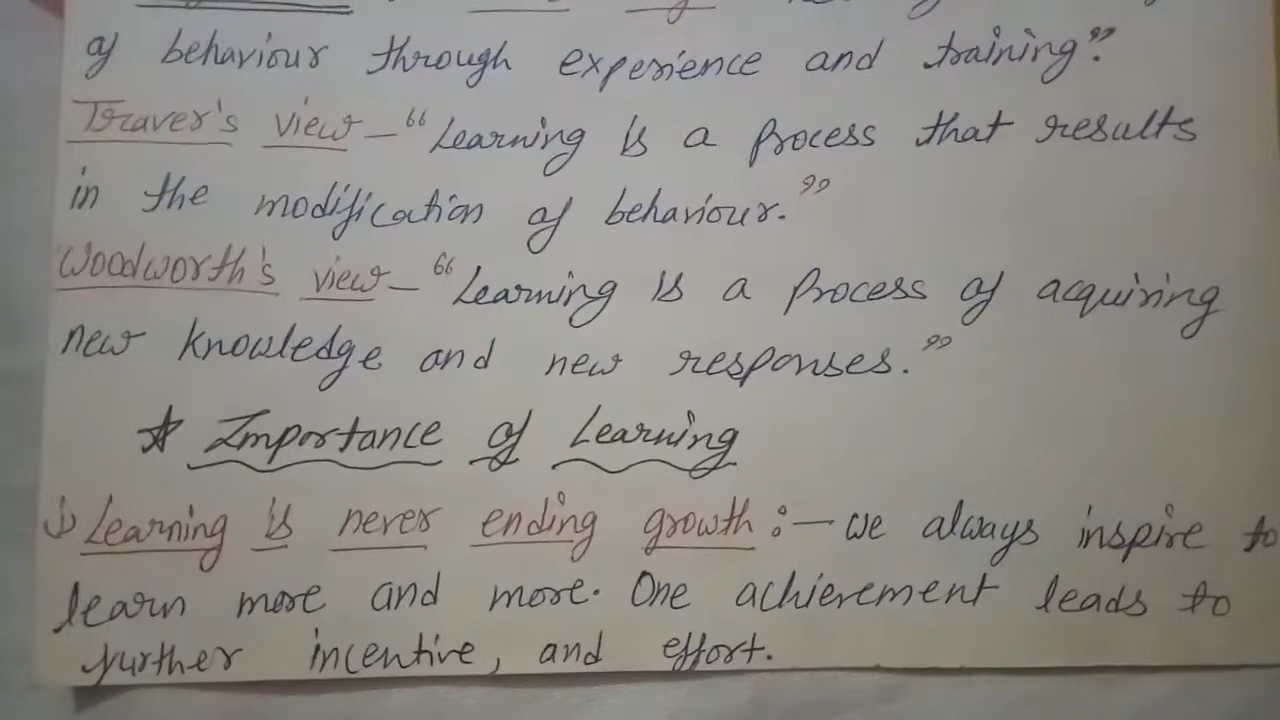 of behaviour through experience and training".
Traver's view - "Learning is a process that results
in the modification of behaviour."
Woodworth's view - "Learning is a process of acquiring
new knowledge and new responses."
☆ Importance of Learning
i) Learning is never ending growth :- we always inspire to
learn more and more. One achievement leads to
further incentive, and effort.